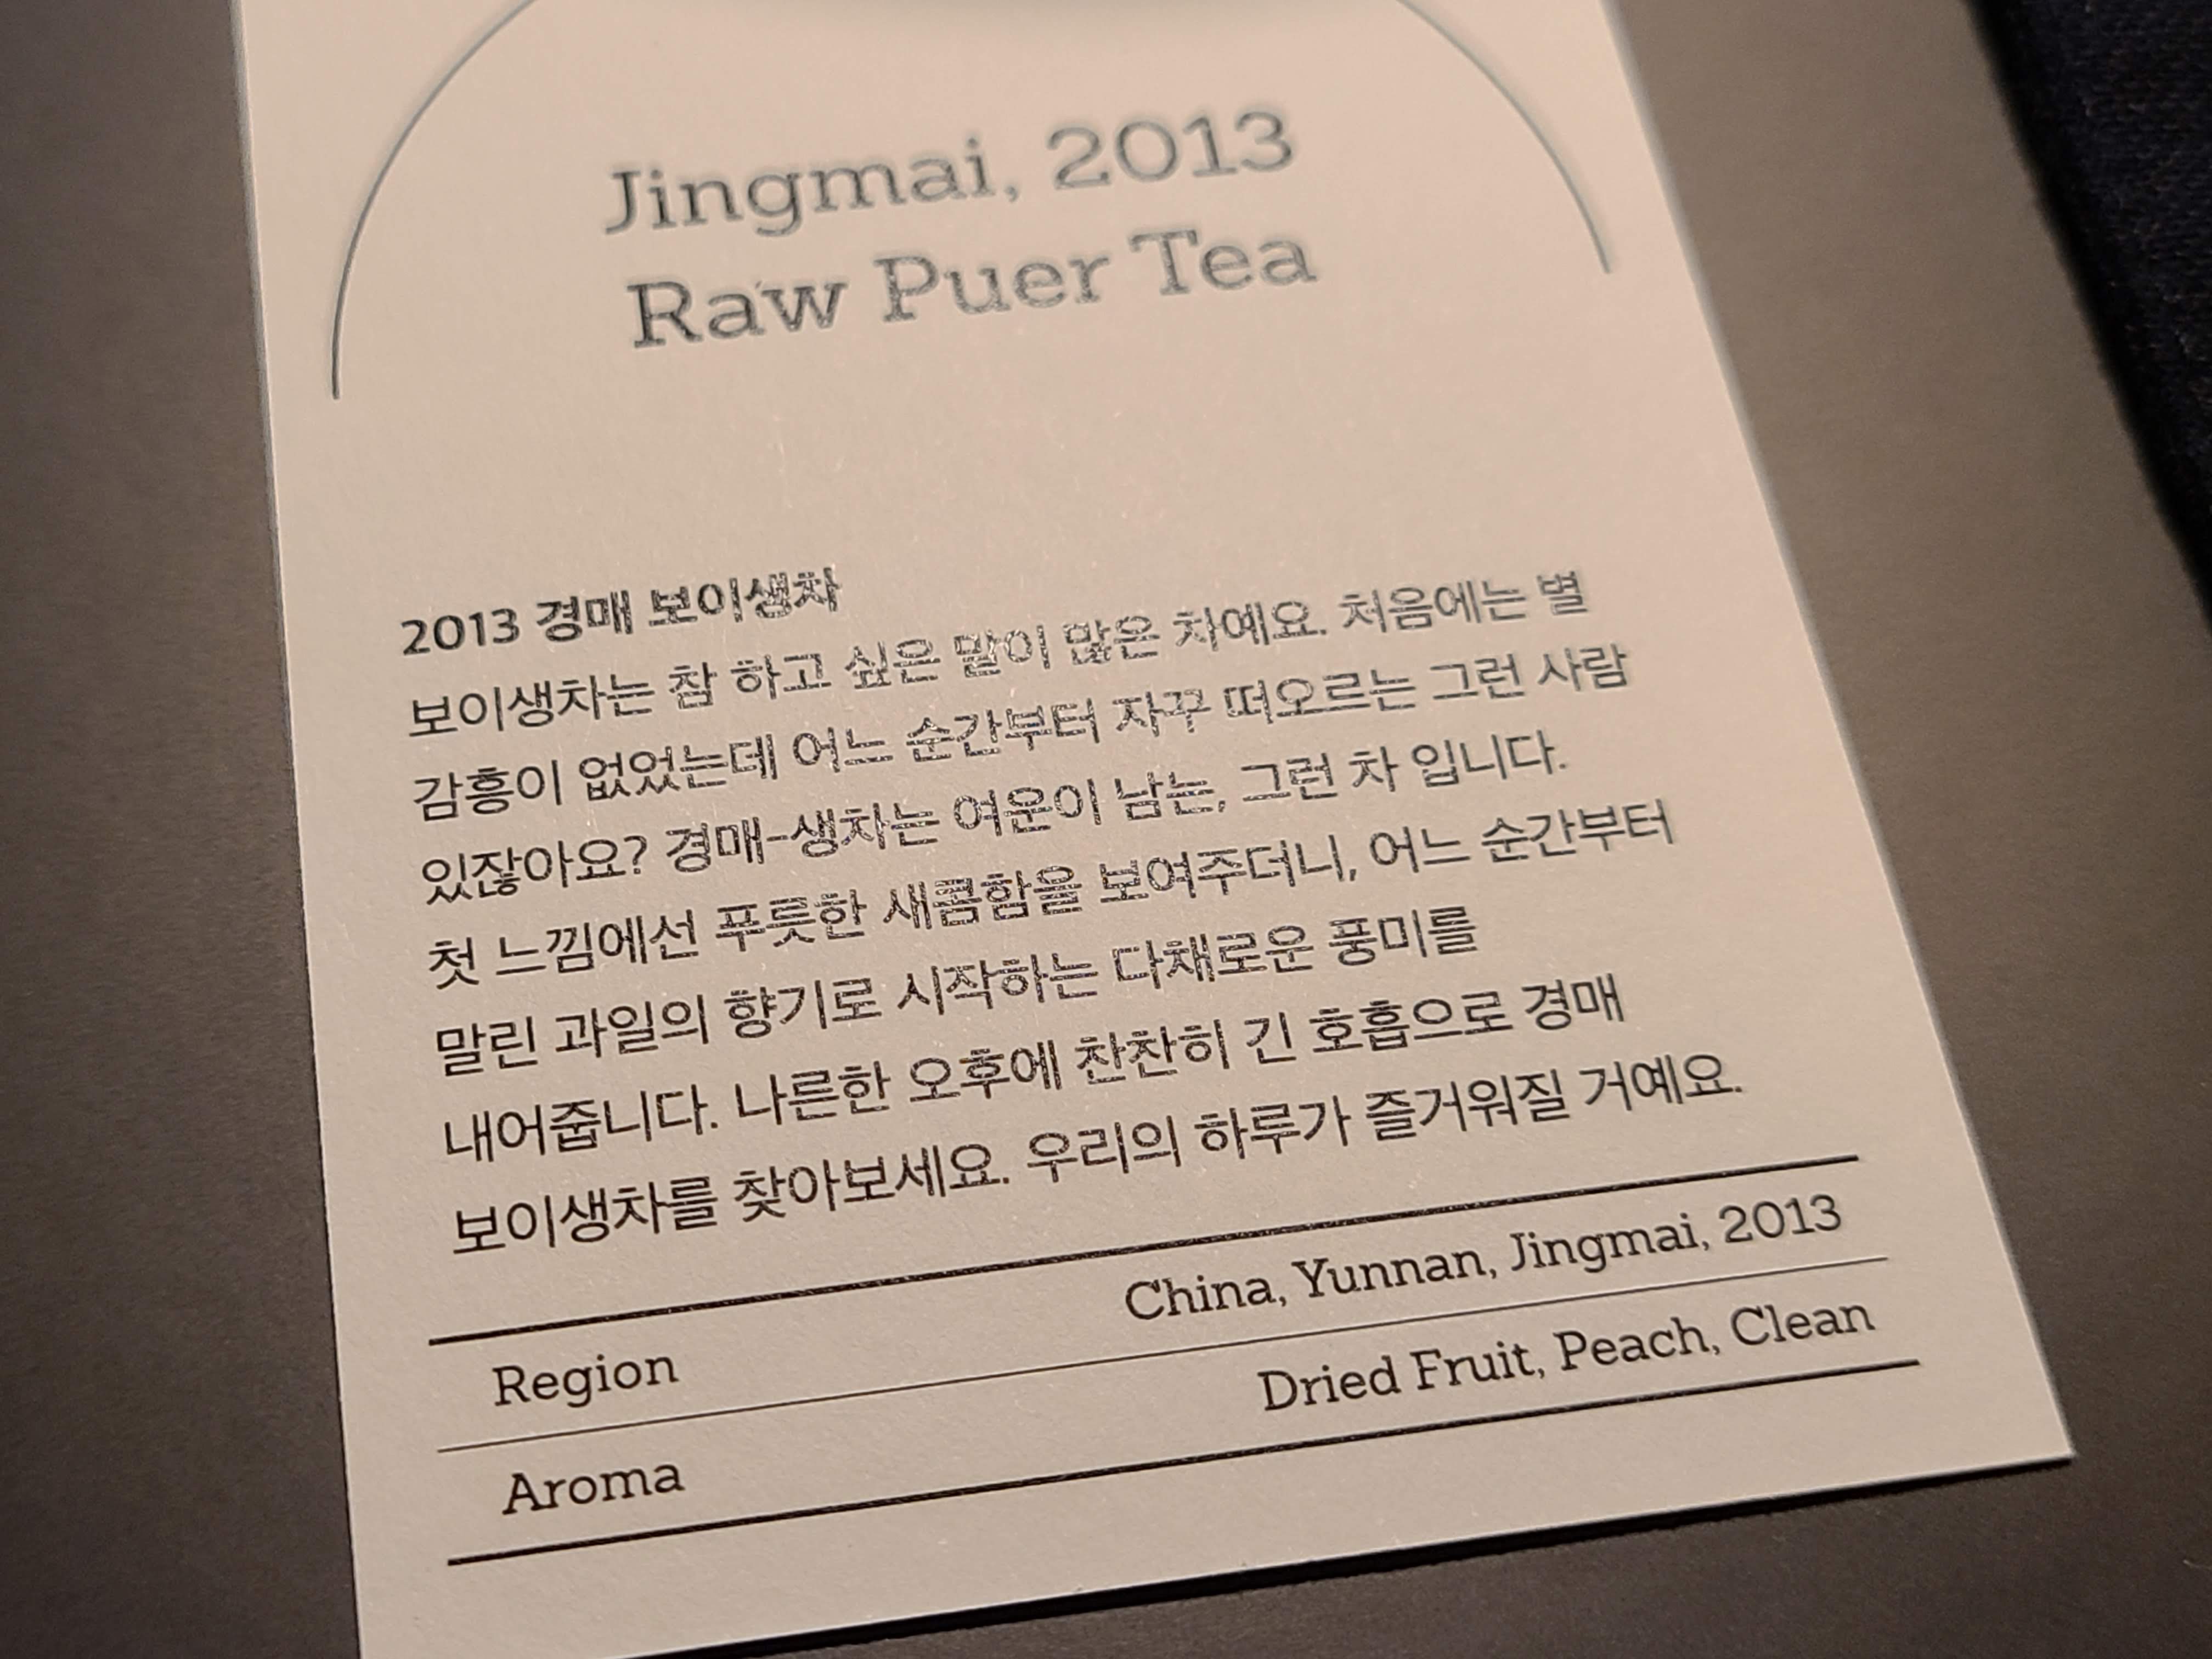 Jingmai, 2013
Raw Puer Tea
2013 경매 보이생차
보이생차는 참 하고 싶은 말이 많은 차예요. 처음에는 별
감흥이 없었는데 어느 순간부터 자꾸 떠오르는 그런 사람
있잖아요? 경매-생차는 여운이 남는, 그런 차 입니다.
첫 느낌에선 푸릇한 새콤함을 보여주더니, 어느 순간부터
말린 과일의 향기로 시작하는 다채로운 풍미를
내어줍니다. 나른한 오후에 찬찬히 긴 호흡으로 경매
보이생차를 찾아보세요. 우리의 하루가 즐거워질 거예요.
Region China, Yunnan, Jingmai, 2013
Aroma Dried Fruit, Peach, Clean